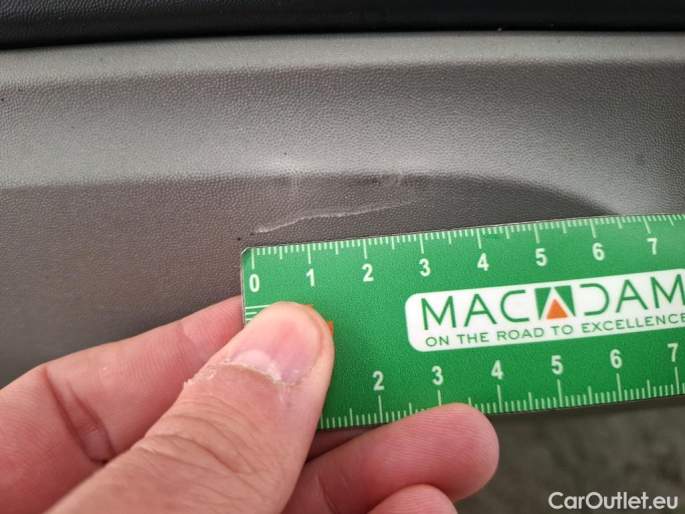 0 1 2 3 4 5 6 7
MACADAM
ON THE ROAD TO EXCELLENCE
2 3 4 5 6 7
CarOutlet.eu